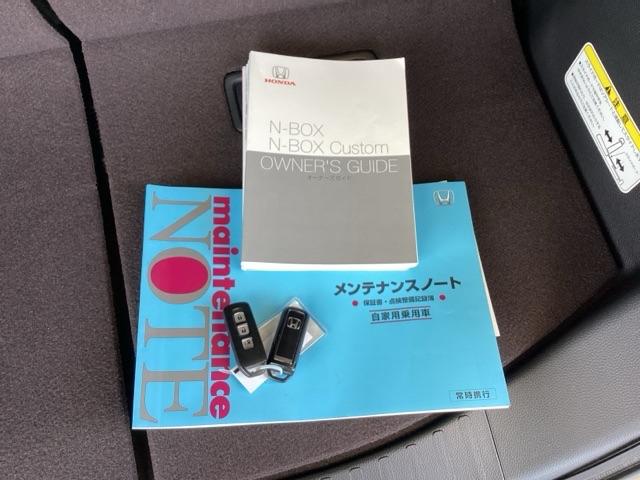 HONDA
N-BOX
N-BOX Custom
OWNER'S GUIDE
オーナーズガイド
maintenance
NOTE
メンテナンスノート
保証書・点検整備記録簿
自家用乗用車
常時携行
注意